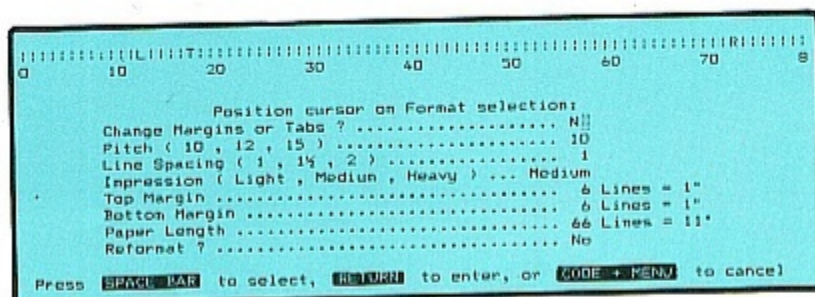 L T R
0 10 20 30 40 50 60 70 8
Position cursor on Format selection:
Change Margins or Tabs ? .................... N
Pitch ( 10 , 12 , 15 ) ...................... 10
Line Spacing ( 1 , 1½ , 2 ) ................. 1
Impression ( Light , Medium , Heavy ) ... Medium
Top Margin .................................. 6 Lines = 1"
Bottom Margin ............................... 6 Lines = 1"
Paper Length ................................ 66 Lines = 11"
Reformat ? .................................. No
Press SPACE BAR to select, RETURN to enter, or CODE + MENU to cancel